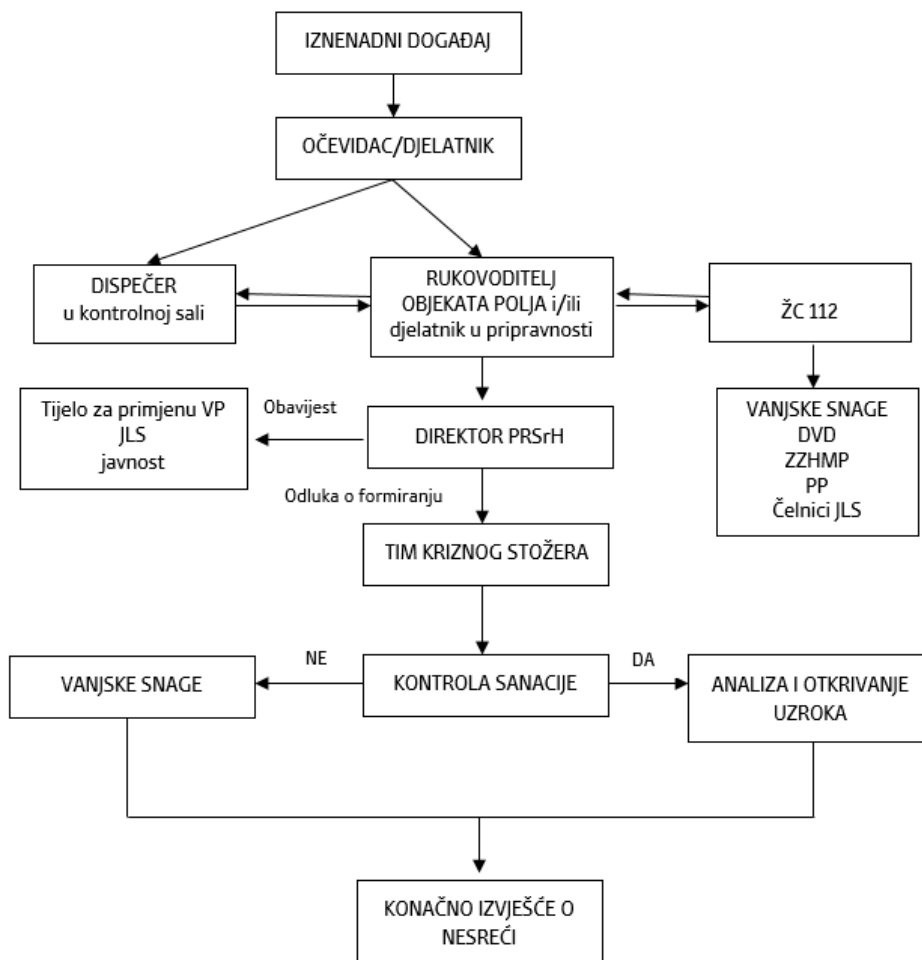 IZNENADNI DOGAĐAJ
OČEVIDAC/DJELATNIK
DISPEČER
u kontrolnoj sali
RUKOVODITELJ
OBJEKATA POLJA i/ili
djelatnik u pripravnosti
ŽC 112
Tijelo za primjenu VP
JLS
javnost
Obavijest
DIREKTOR PRSrH
VANJSKE SNAGE
DVD
ZZHMP
PP
Čelnici JLS
Odluka o formiranju
TIM KRIZNOG STOŽERA
VANJSKE SNAGE
NE
KONTROLA SANACIJE
DA
ANALIZA I OTKRIVANJE
UZROKA
KONAČNO IZVJEŠĆE O
NESREĆI